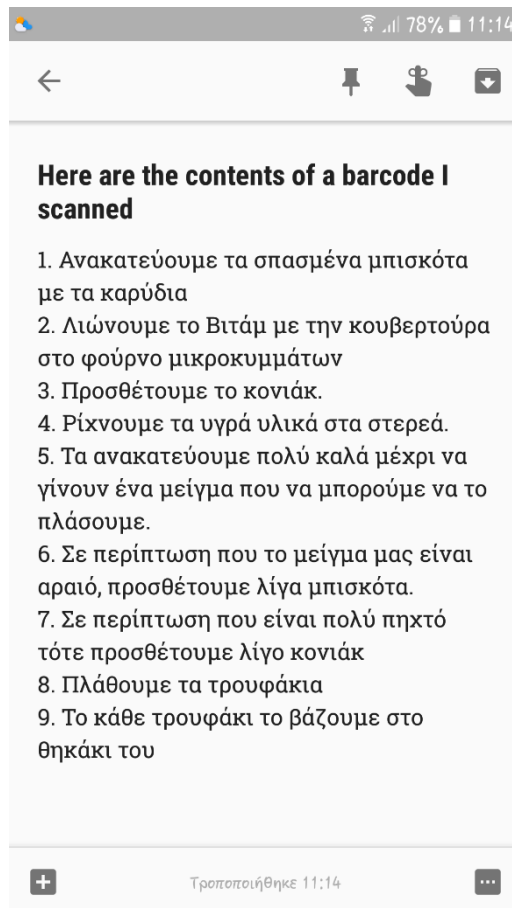 78% 11:14
Here are the contents of a barcode I
scanned
1. Ανακατεύουμε τα σπασμένα μπισκότα
με τα καρύδια
2. Λιώνουμε το Βιτάμ με την κουβερτούρα
στο φούρνο μικροκυμμάτων
3. Προσθέτουμε το κονιάκ.
4. Ρίχνουμε τα υγρά υλικά στα στερεά.
5. Τα ανακατεύουμε πολύ καλά μέχρι να
γίνουν ένα μείγμα που να μπορούμε να το
πλάσουμε.
6. Σε περίπτωση που το μείγμα μας είναι
αραιό, προσθέτουμε λίγα μπισκότα.
7. Σε περίπτωση που είναι πολύ πηχτό
τότε προσθέτουμε λίγο κονιάκ
8. Πλάθουμε τα τρουφάκια
9. Το κάθε τρουφάκι το βάζουμε στο
θηκάκι του
Τροποποιήθηκε 11:14